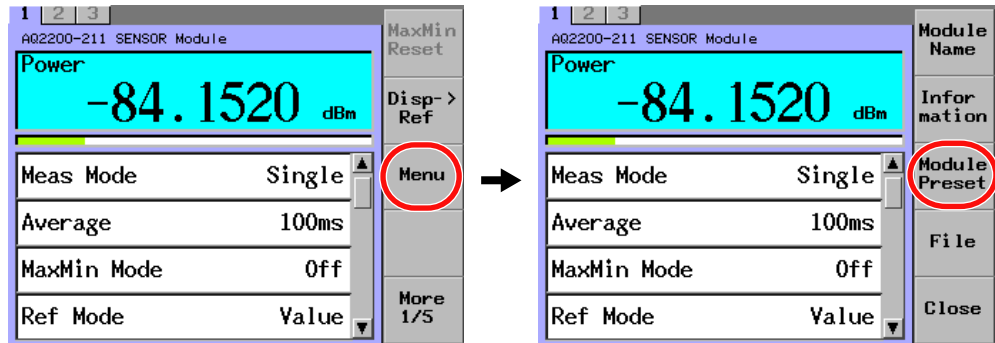 1 2 3
AQ2200-211 SENSOR Module
Power
-84.1520 dBm
Meas Mode Single
Average 100ms
MaxMin Mode Off
Ref Mode Value
MaxMin
Reset
Disp->
Ref
Menu
More
1/5
1 2 3
AQ2200-211 SENSOR Module
Power
-84.1520 dBm
Meas Mode Single
Average 100ms
MaxMin Mode Off
Ref Mode Value
Module
Name
Infor
mation
Module
Preset
File
Close